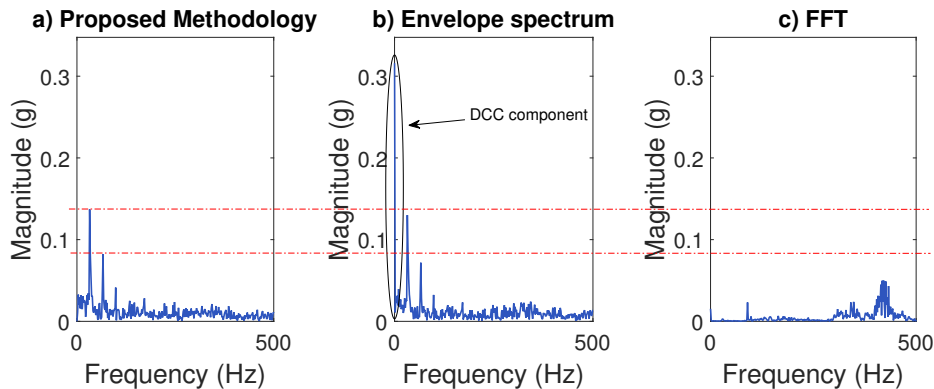 a) Proposed Methodology
Magnitude (g)
0.3
0.2
0.1
0
0
500
Frequency (Hz)
b) Envelope spectrum
Magnitude (g)
0.3
0.2
0.1
0
0
500
Frequency (Hz)
DCC component
c) FFT
Magnitude (g)
0.3
0.2
0.1
0
0
500
Frequency (Hz)